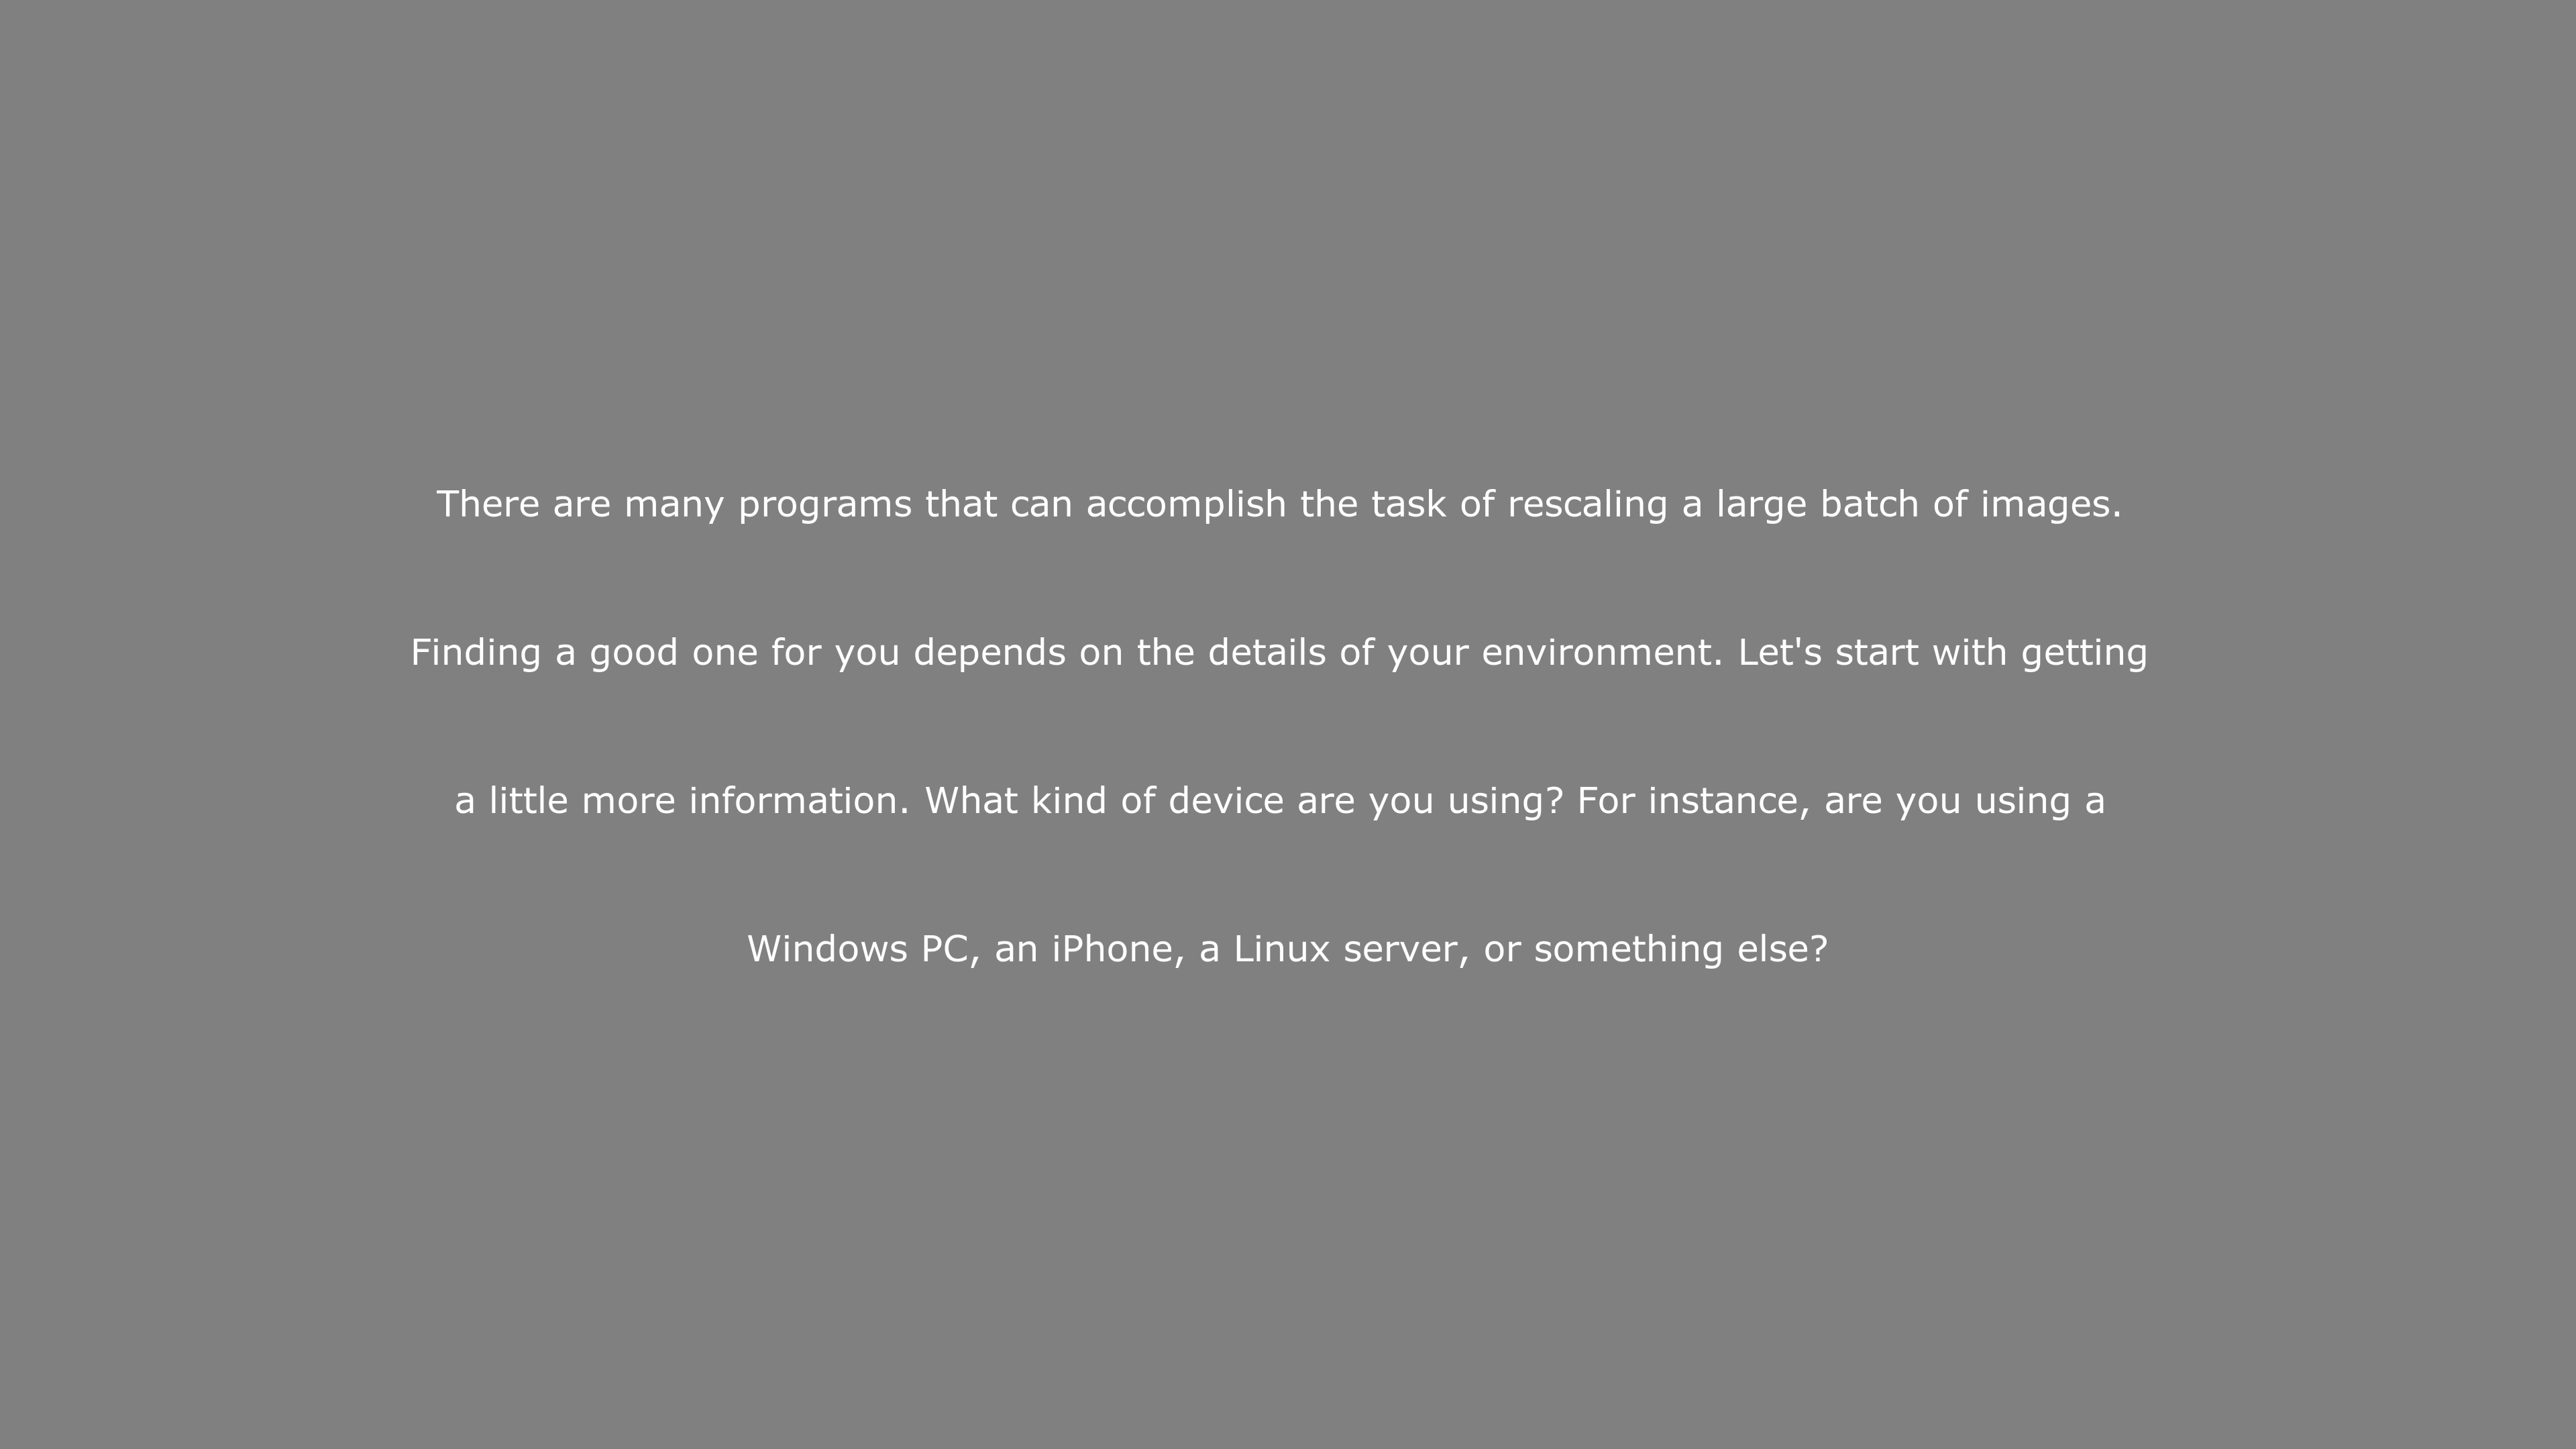 There are many programs that can accomplish the task of rescaling a large batch of images.
Finding a good one for you depends on the details of your environment. Let's start with getting
a little more information. What kind of device are you using? For instance, are you using a
Windows PC, an iPhone, a Linux server, or something else?